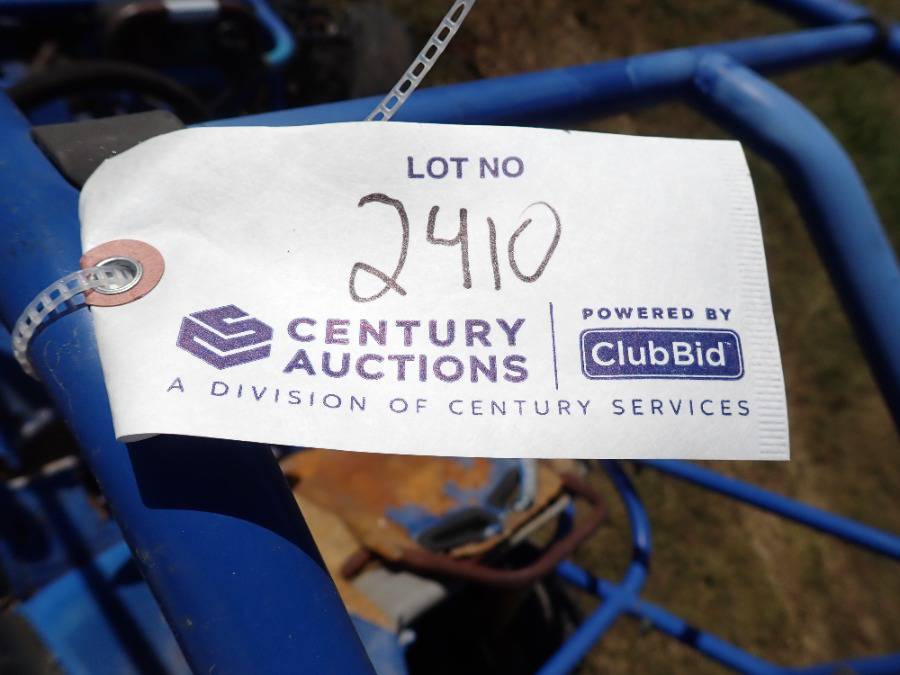 LOT NO
2410
CENTURY AUCTIONS
POWERED BY
ClubBid
A DIVISION OF CENTURY SERVICES